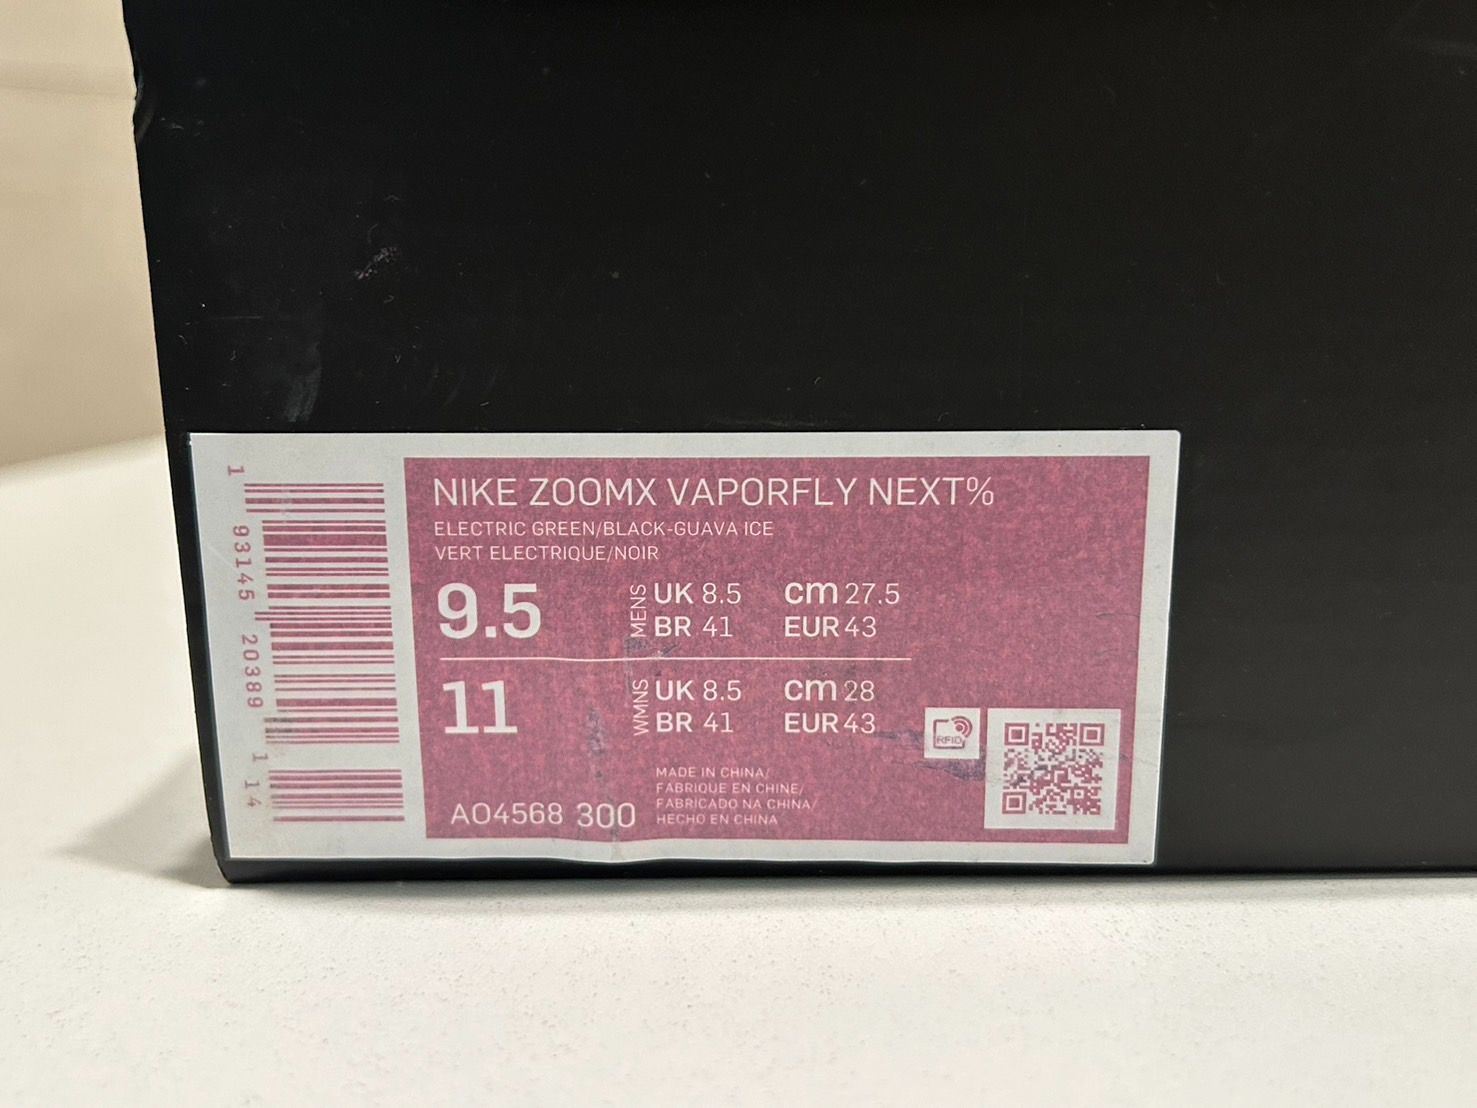 NIKE ZOOMX VAPORFLY NEXT%
ELECTRIC GREEN/BLACK-GUAVA ICE
VERT ELECTRIQUE/NOIR
9.5 MENS UK 8.5 cm 27.5
BR 41 EUR 43
11 WMNS UK 8.5 cm 28
BR 41 EUR 43
RFID
MADE IN CHINA/
FABRIQUE EN CHINE/
FABRICADO NA CHINA/
HECHO EN CHINA
AO4568 300
1 93145 20389 1 14